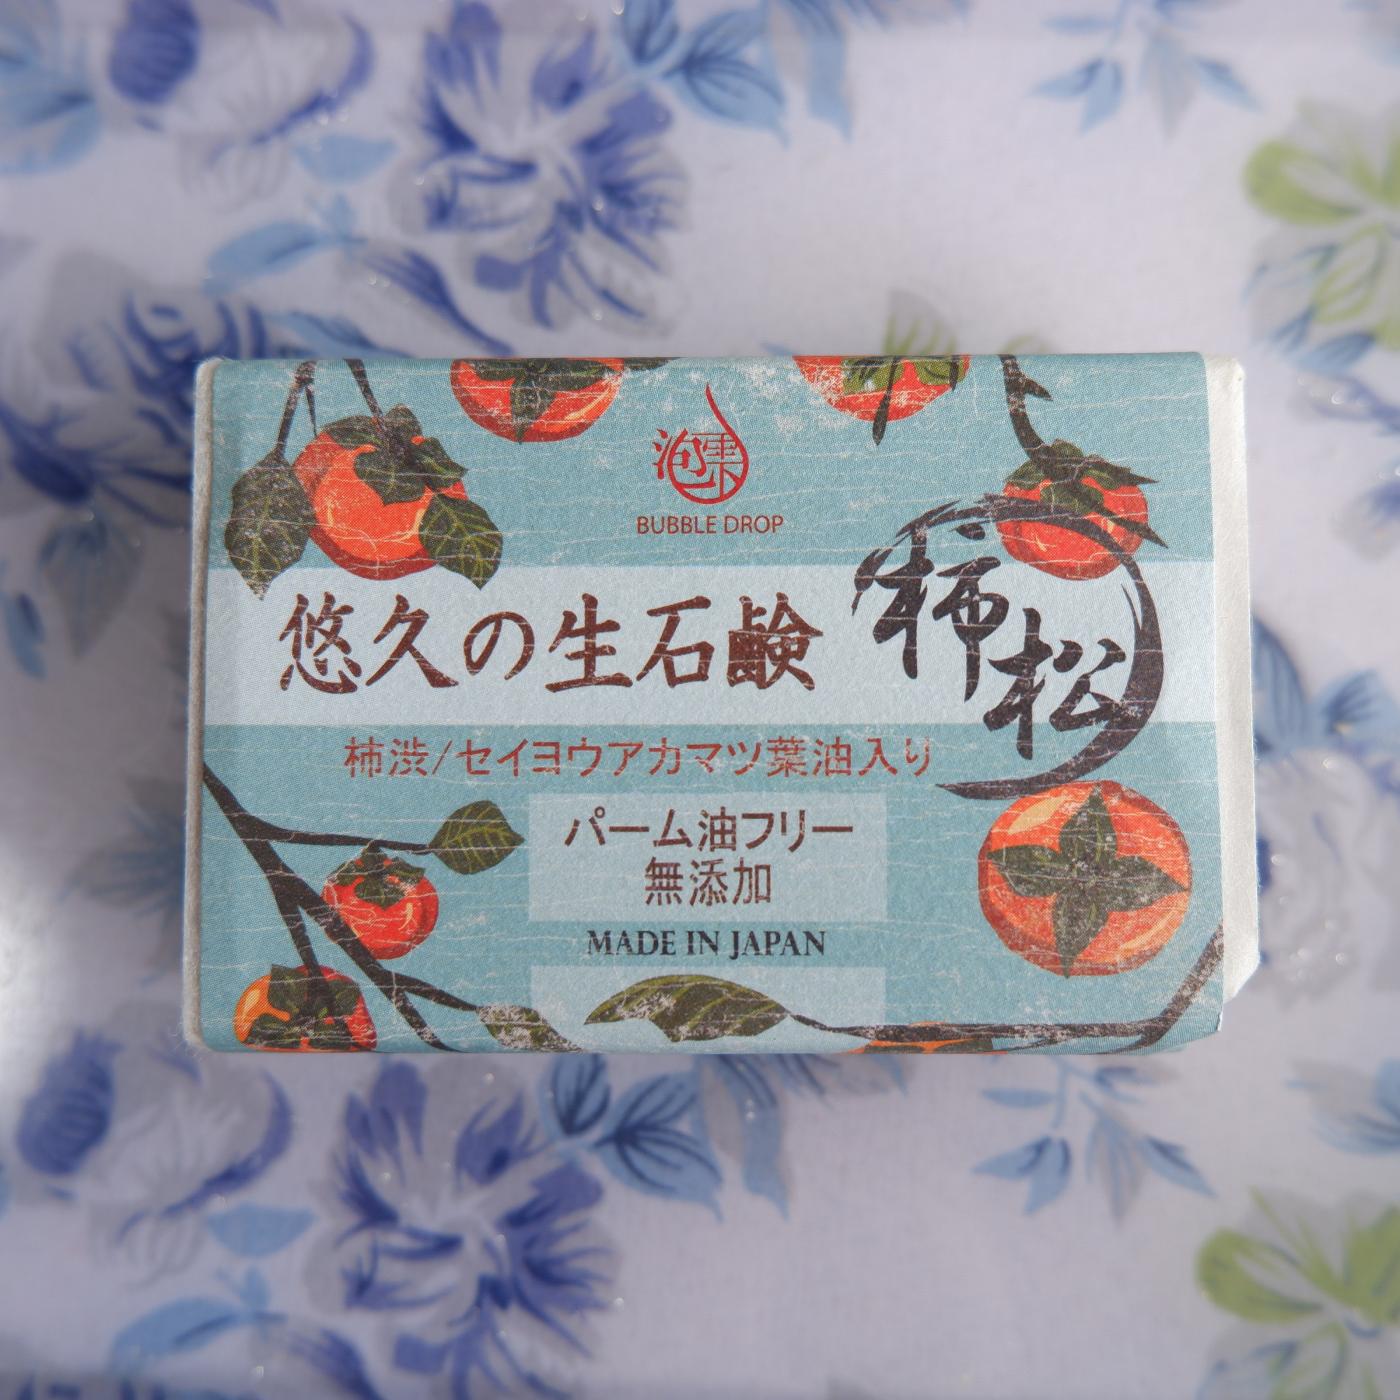 泡雫
BUBBLE DROP
悠久の生石鹸
柿松
柿渋/セイヨウアカマツ葉油入り
パーム油フリー
無添加
MADE IN JAPAN